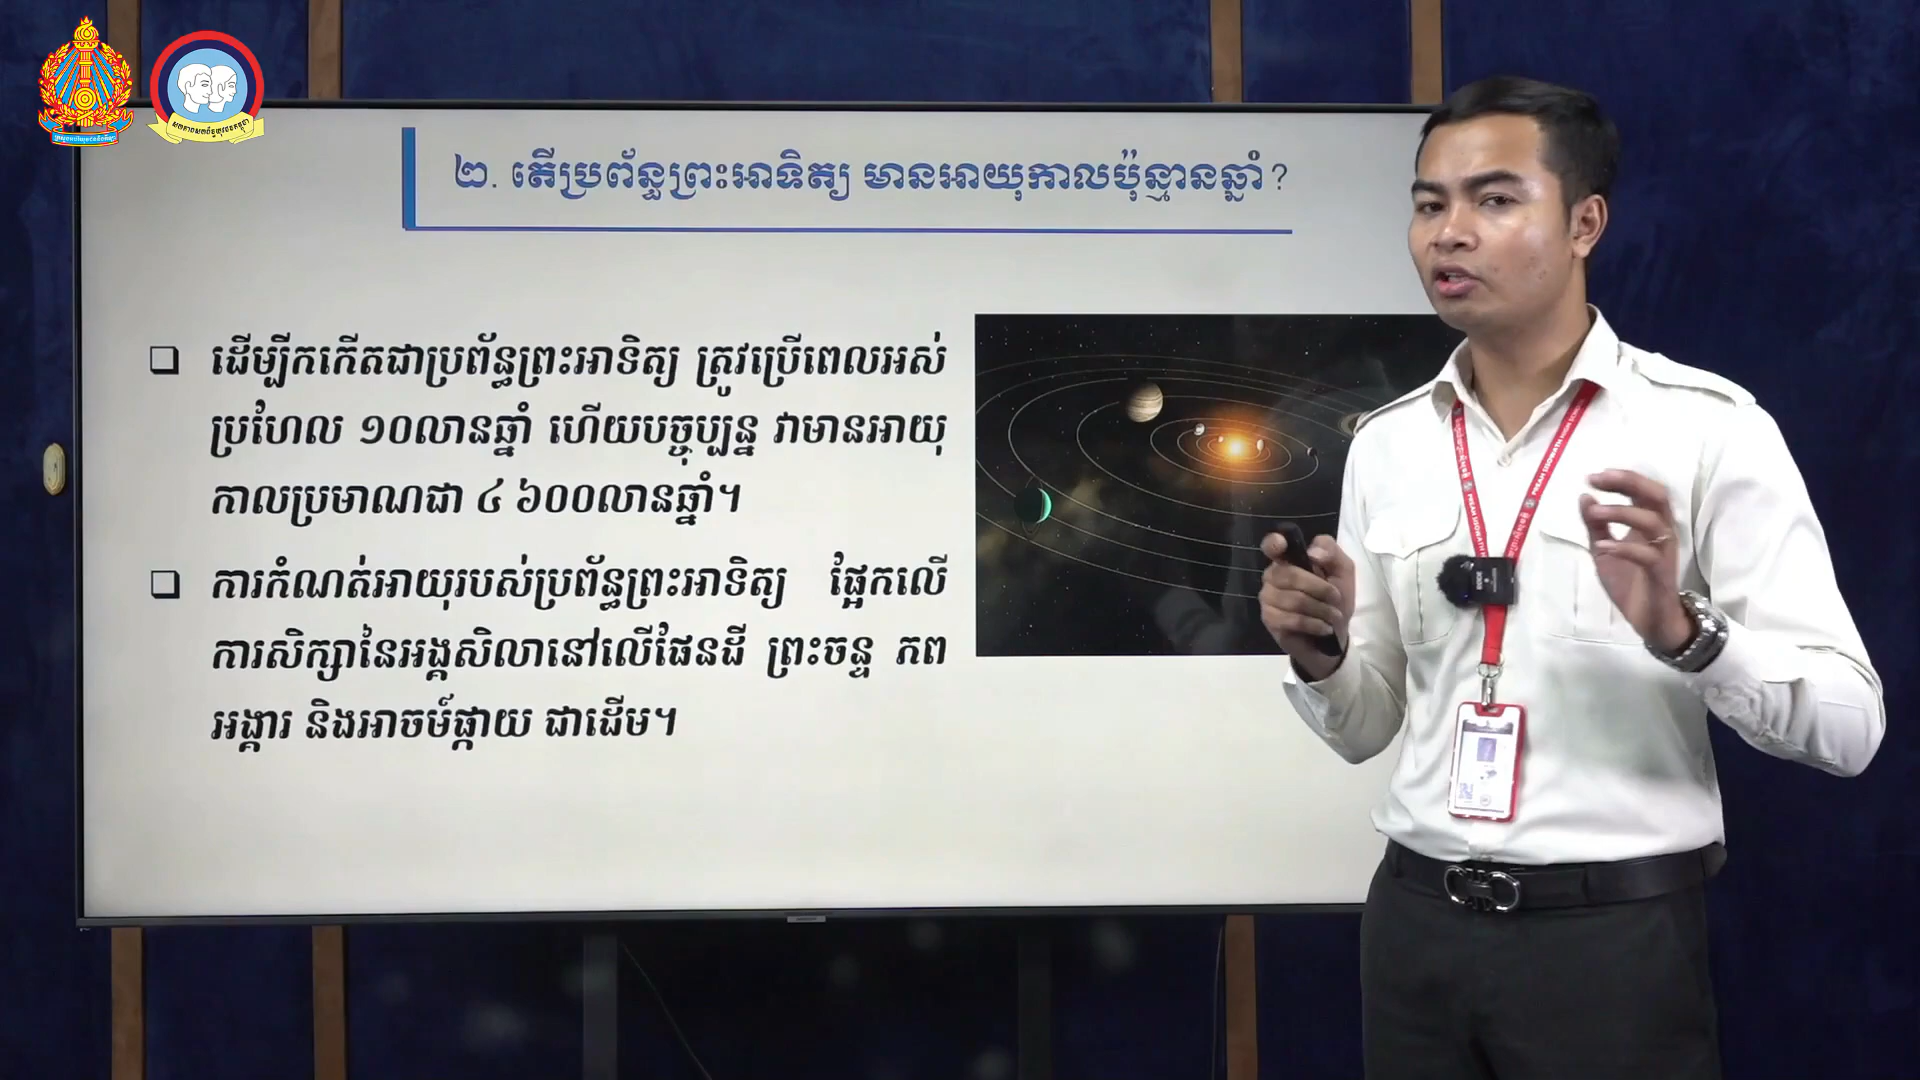 ២. តើប្រព័ន្ធព្រះអាទិត្យ មានអាយុកាលប៉ុន្មានឆ្នាំ?
ដើម្បីកកើតជាប្រព័ន្ធព្រះអាទិត្យ ត្រូវប្រើពេលអស់
ប្រហែល ១០លានឆ្នាំ ហើយបច្ចុប្បន្ន វាមានអាយុ
កាលប្រមាណជា ៤ ៦០០លានឆ្នាំ។
ការកំណត់អាយុរបស់ប្រព័ន្ធព្រះអាទិត្យ ផ្អែកលើ
ការសិក្សានៃអង្គសិលានៅលើផែនដី ព្រះចន្ទ ភព
អង្គារ និងអាចម៍ផ្កាយ ជាដើម។